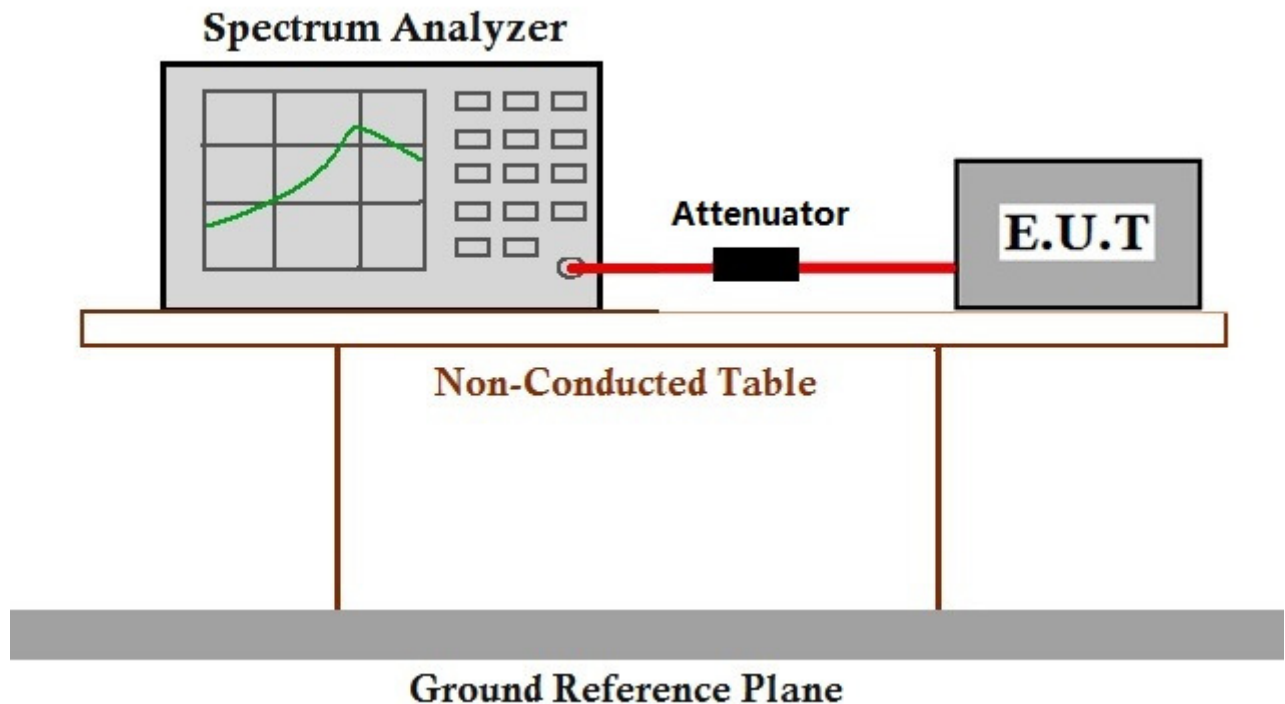 Spectrum Analyzer
Attenuator
E.U.T
Non-Conducted Table
Ground Reference Plane